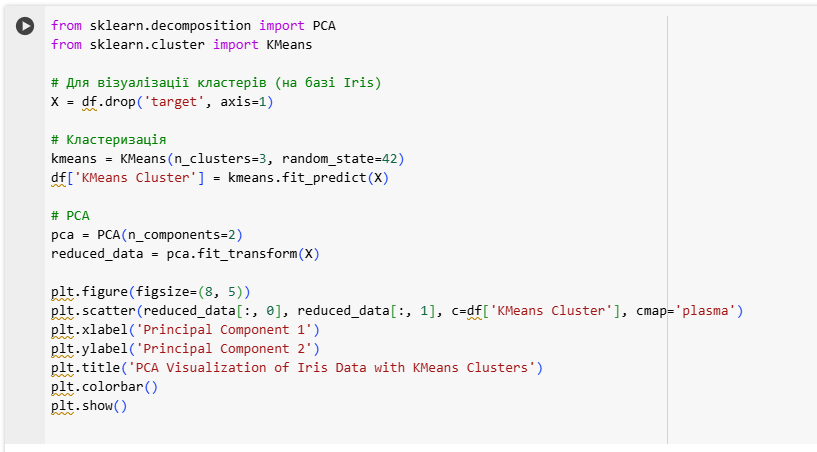 from sklearn.decomposition import PCA
from sklearn.cluster import KMeans
# Для візуалізації кластерів (на базі Iris)
X = df.drop('target', axis=1)
# Кластеризація
kmeans = KMeans(n_clusters=3, random_state=42)
df['KMeans Cluster'] = kmeans.fit_predict(X)
# PCA
pca = PCA(n_components=2)
reduced_data = pca.fit_transform(X)
plt.figure(figsize=(8, 5))
plt.scatter(reduced_data[:, 0], reduced_data[:, 1], c=df['KMeans Cluster'], cmap='plasma')
plt.xlabel('Principal Component 1')
plt.ylabel('Principal Component 2')
plt.title('PCA Visualization of Iris Data with KMeans Clusters')
plt.colorbar()
plt.show()